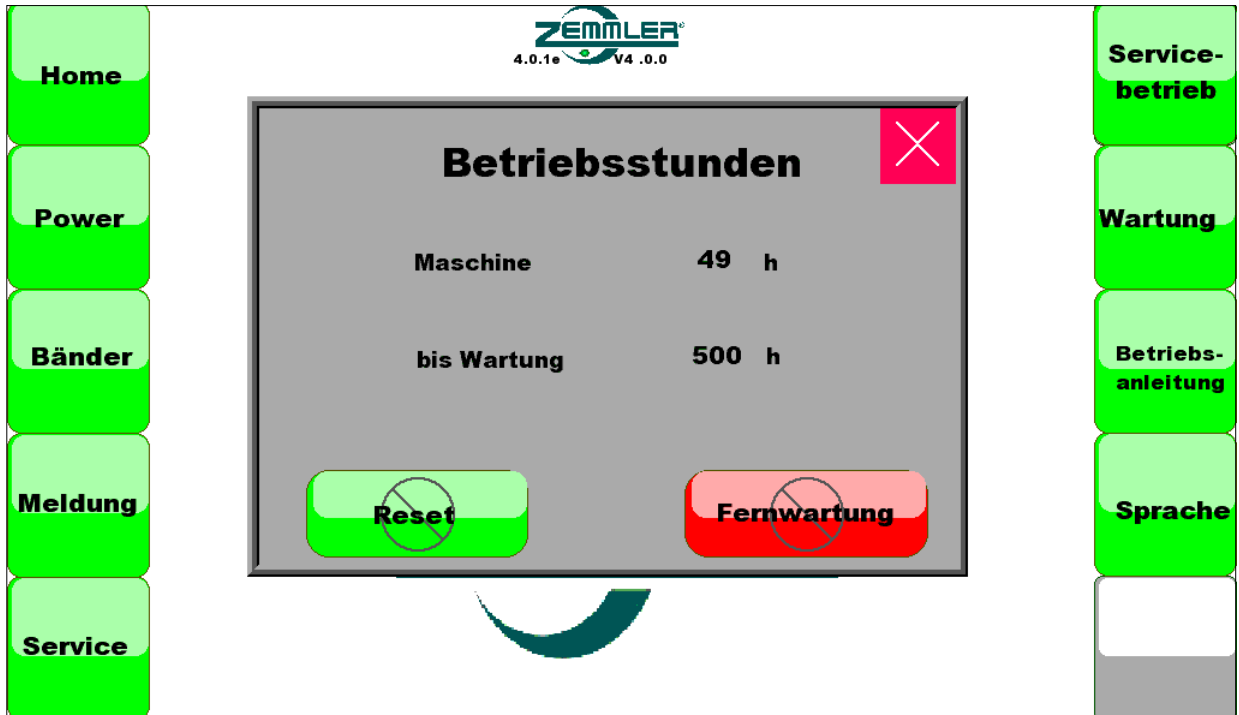 ZEMMLER®
4.0.1e V4 .0.0
Home
Power
Bänder
Meldung
Service
Betriebsstunden
Maschine 49 h
bis Wartung 500 h
Reset
Fernwartung
Service-
betrieb
Wartung
Betriebs-
anleitung
Sprache